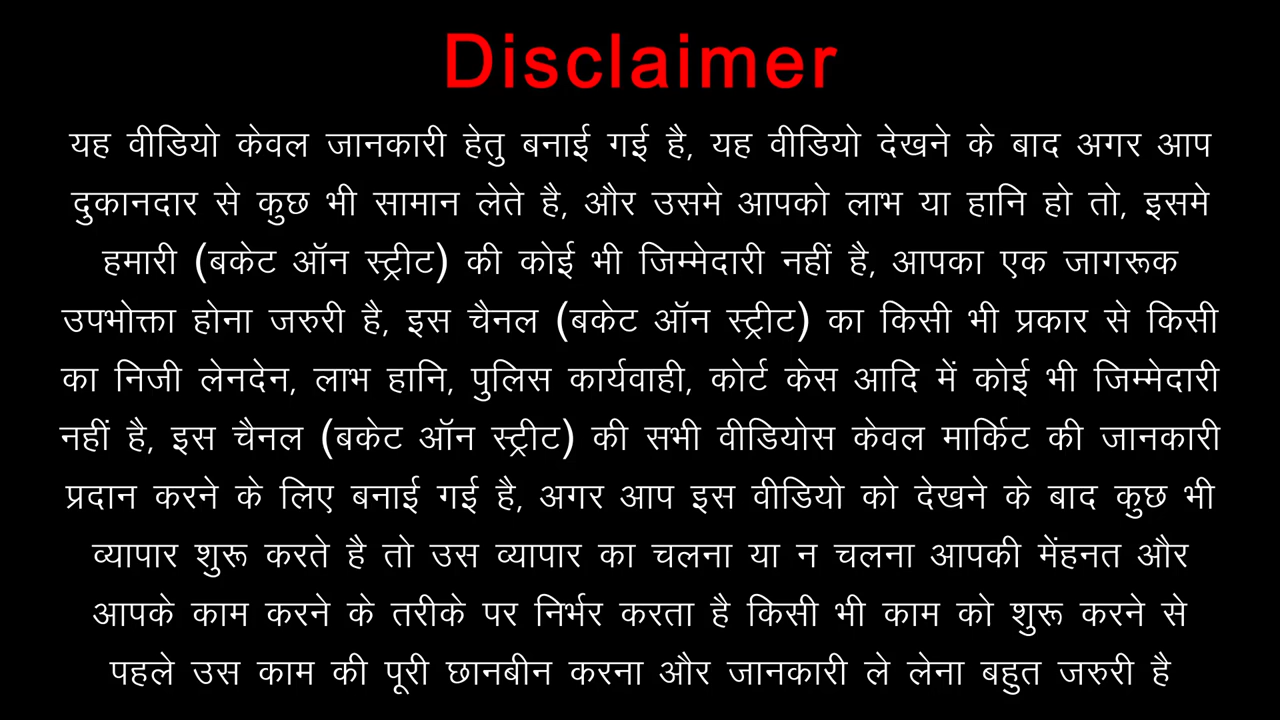 Disclaimer
यह वीडियो केवल जानकारी हेतु बनाई गई है, यह वीडियो देखने के बाद अगर आप
दुकानदार से कुछ भी सामान लेते है, और उसमे आपको लाभ या हानि हो तो, इसमे
हमारी (बकेट ऑन स्ट्रीट) की कोई भी जिम्मेदारी नहीं है, आपका एक जागरूक
उपभोक्ता होना जरुरी है, इस चैनल (बकेट ऑन स्ट्रीट) का किसी भी प्रकार से किसी
का निजी लेनदेन, लाभ हानि, पुलिस कार्यवाही, कोर्ट केस आदि में कोई भी जिम्मेदारी
नहीं है, इस चैनल (बकेट ऑन स्ट्रीट) की सभी वीडियोस केवल मार्किट की जानकारी
प्रदान करने के लिए बनाई गई है, अगर आप इस वीडियो को देखने के बाद कुछ भी
व्यापार शुरू करते है तो उस व्यापार का चलना या न चलना आपकी मेंहनत और
आपके काम करने के तरीके पर निर्भर करता है किसी भी काम को शुरू करने से
पहले उस काम की पूरी छानबीन करना और जानकारी ले लेना बहुत जरुरी है